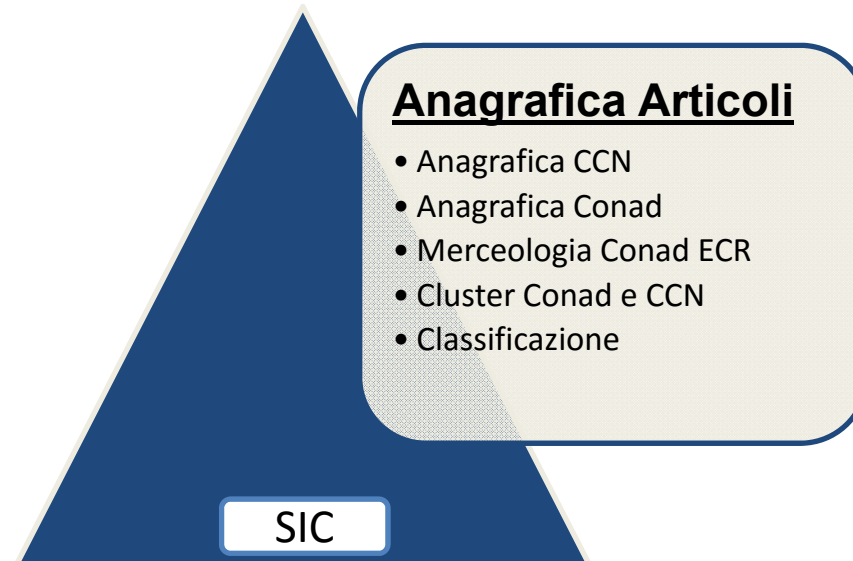 Anagrafica Articoli
• Anagrafica CCN
• Anagrafica Conad
• Merceologia Conad ECR
• Cluster Conad e CCN
• Classificazione
SIC